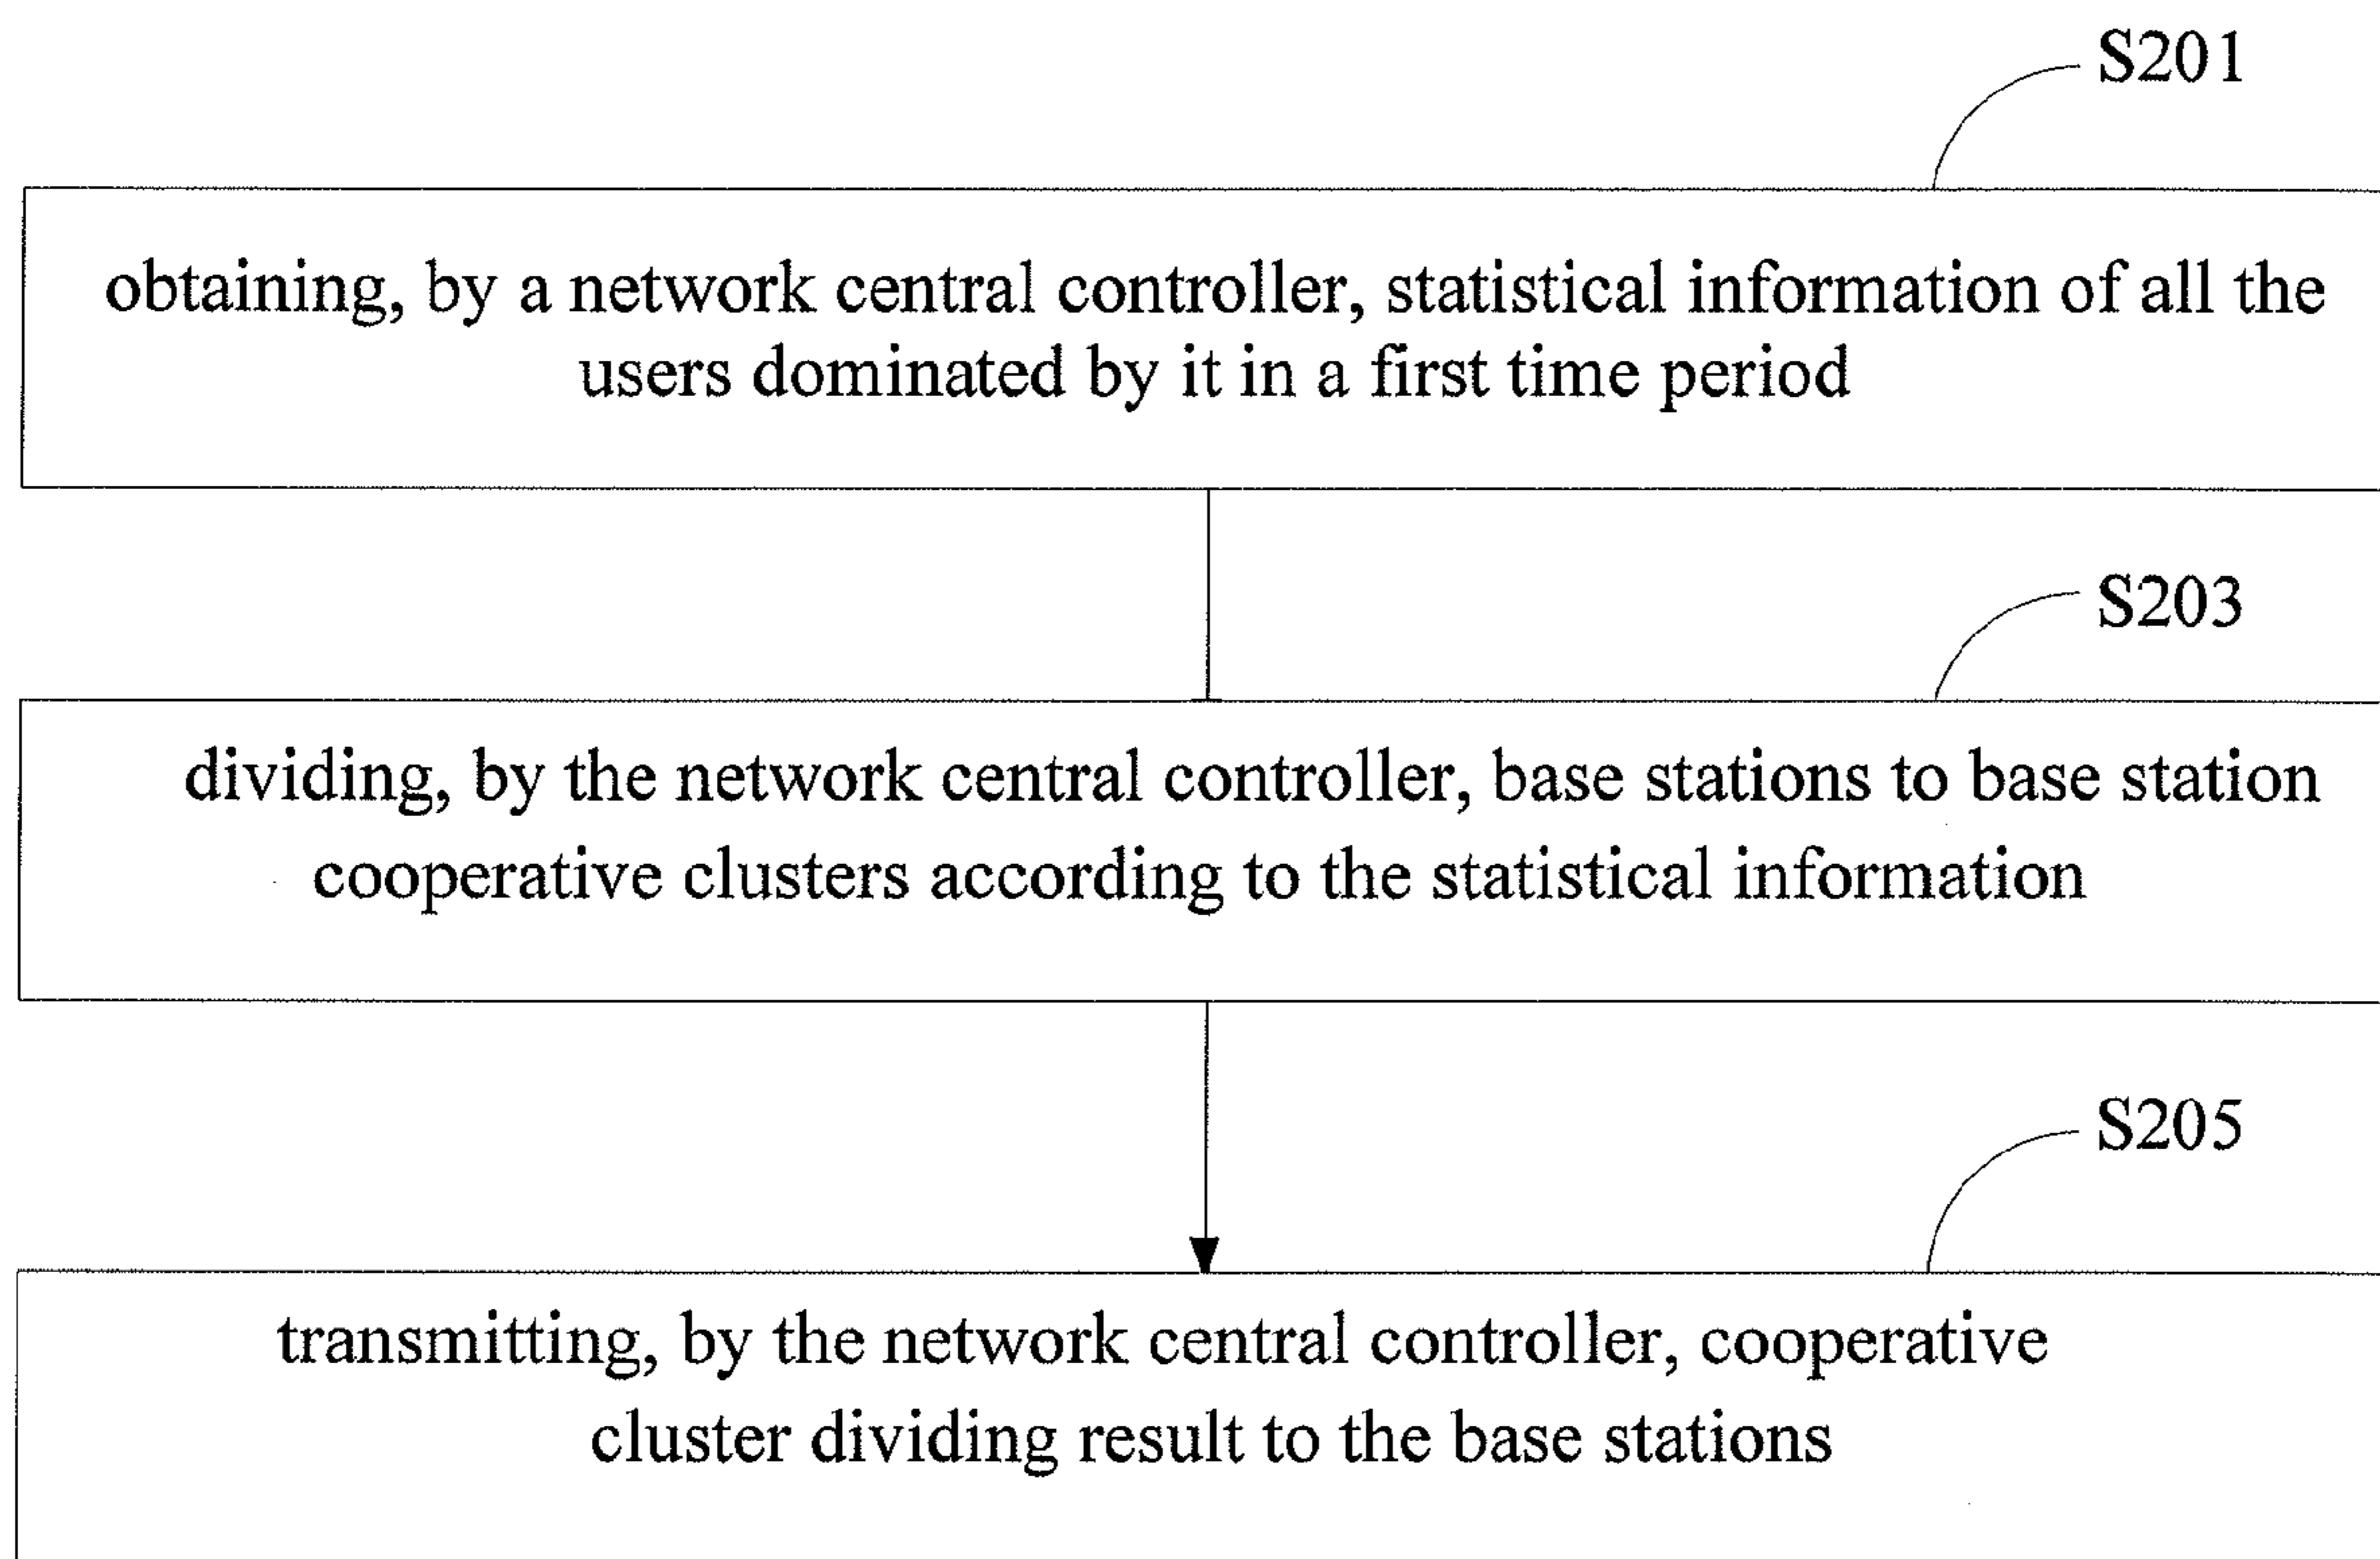 S201
obtaining, by a network central controller, statistical information of all the
users dominated by it in a first time period
S203
dividing, by the network central controller, base stations to base station
cooperative clusters according to the statistical information
S205
transmitting, by the network central controller, cooperative
cluster dividing result to the base stations